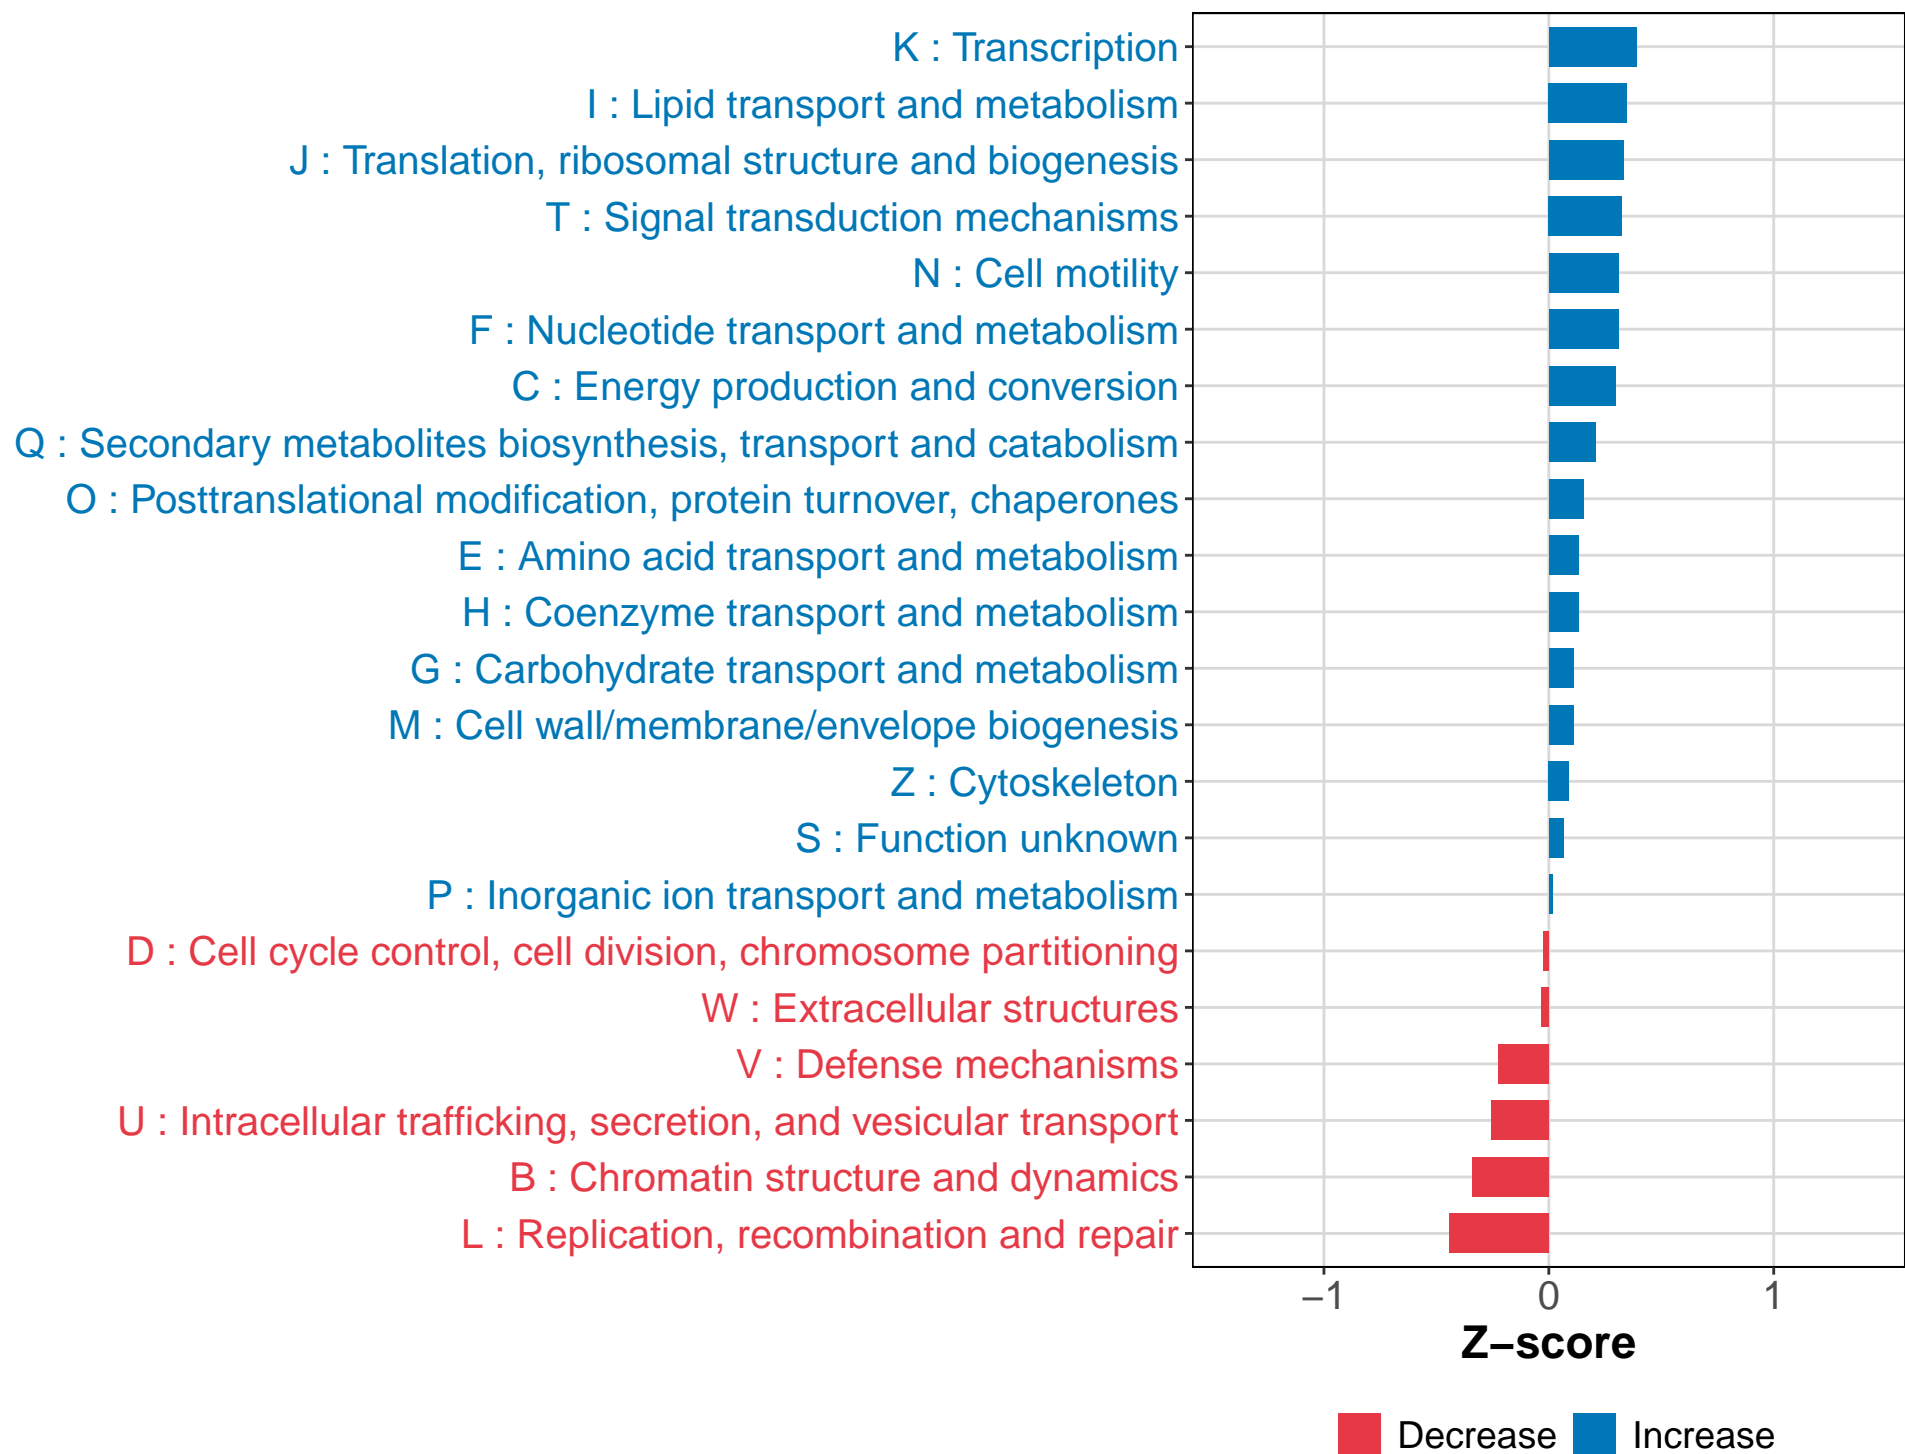 K : Transcription
I : Lipid transport and metabolism
J : Translation, ribosomal structure and biogenesis
T : Signal transduction mechanisms
N : Cell motility
F : Nucleotide transport and metabolism
C : Energy production and conversion
Q : Secondary metabolites biosynthesis, transport and catabolism
O : Posttranslational modification, protein turnover, chaperones
E : Amino acid transport and metabolism
H : Coenzyme transport and metabolism
G : Carbohydrate transport and metabolism
M : Cell wall/membrane/envelope biogenesis
Z : Cytoskeleton
S : Function unknown
P : Inorganic ion transport and metabolism
D : Cell cycle control, cell division, chromosome partitioning
W : Extracellular structures
V : Defense mechanisms
U : Intracellular trafficking, secretion, and vesicular transport
B : Chromatin structure and dynamics
L : Replication, recombination and repair
−1 0 1
Z−score
Decrease Increase